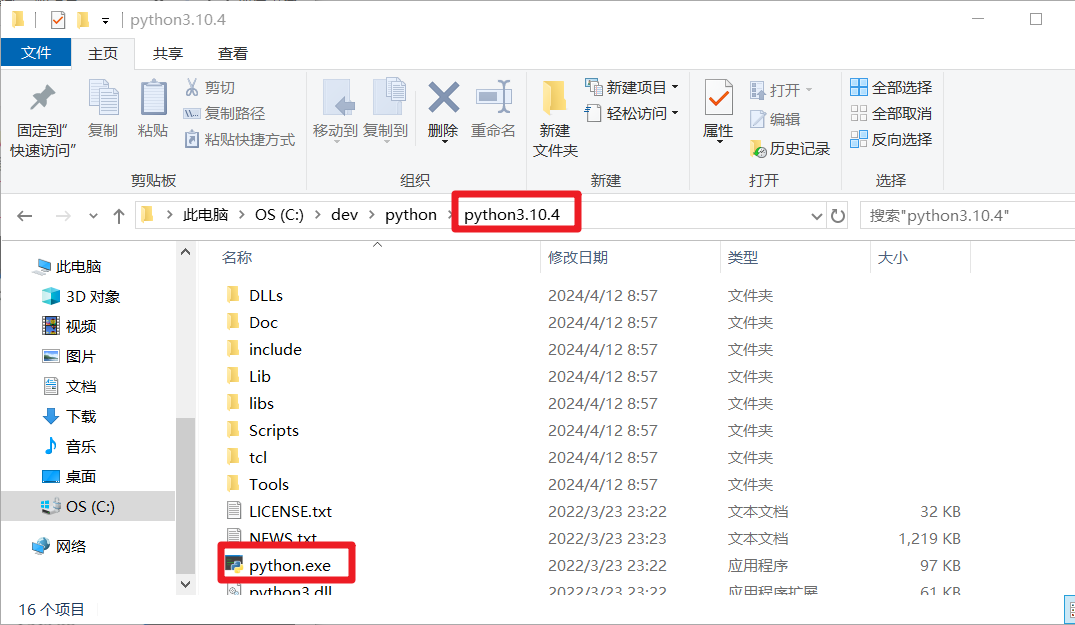 python3.10.4
文件 主页 共享 查看
固定到"快速访问"
复制
粘贴
剪切
复制路径
粘贴快捷方式
剪贴板
移动到
复制到
删除
重命名
组织
新建文件夹
新建项目
轻松访问
新建
属性
打开
编辑
历史记录
打开
全部选择
全部取消
反向选择
选择
此电脑 OS (C:) dev python python3.10.4
搜索"python3.10.4"
此电脑
3D 对象
视频
图片
文档
下载
音乐
桌面
OS (C:)
网络
名称 修改日期 类型 大小
DLLs 2024/4/12 8:57 文件夹
Doc 2024/4/12 8:57 文件夹
include 2024/4/12 8:57 文件夹
Lib 2024/4/12 8:57 文件夹
libs 2024/4/12 8:57 文件夹
Scripts 2024/4/12 8:57 文件夹
tcl 2024/4/12 8:57 文件夹
Tools 2024/4/12 8:57 文件夹
LICENSE.txt 2022/3/23 23:22 文本文档 32 KB
NEWS.txt 2022/3/23 23:23 文本文档 1,219 KB
python.exe 2022/3/23 23:22 应用程序 97 KB
python3.dll 2022/3/23 23:22 应用程序扩展 61 KB
16 个项目